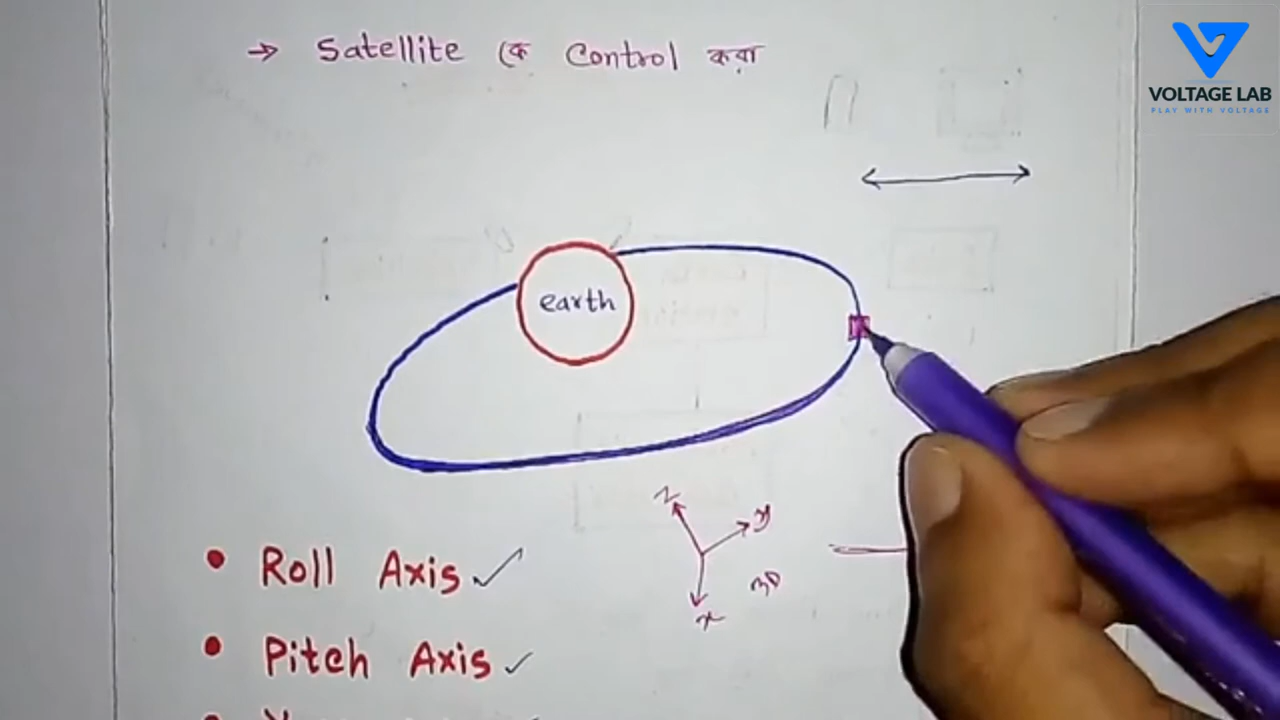 → Satellite কে Control করা
VOLTAGE LAB
PLAY WITH VOLTAGE
earth
Z
y
x
3D
• Roll Axis ✓
• Pitch Axis ✓